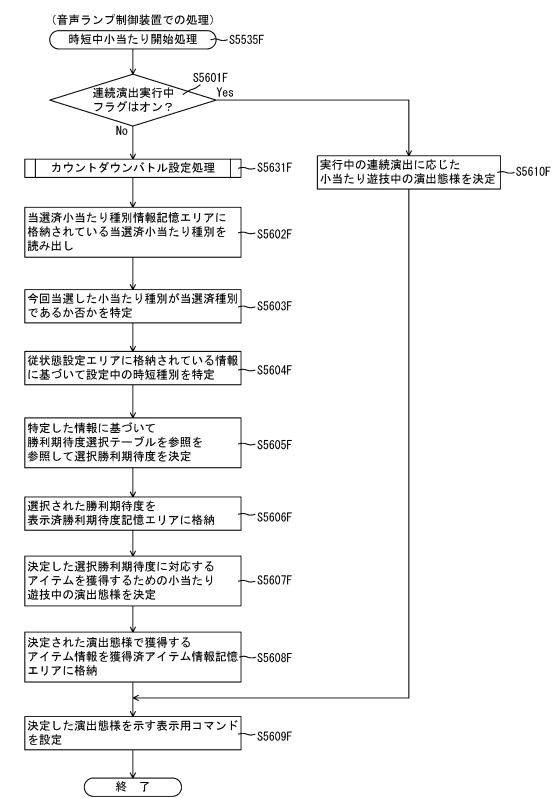 （音声ランプ制御装置での処理）
時短中小当たり開始処理
S5535F
S5601F
連続演出実行中
フラグはオン？
Yes
No
カウントダウンバトル設定処理
S5631F
実行中の連続演出に応じた
小当たり遊技中の演出態様を決定
S5610F
当選済小当たり種別情報記憶エリアに
格納されている当選済小当たり種別を
読み出し
S5602F
今回当選した小当たり種別が当選済種別
であるか否かを特定
S5603F
従状態設定エリアに格納されている情報
に基づいて設定中の時短種別を特定
S5604F
特定した情報に基づいて
勝利期待度選択テーブルを参照を
参照して選択勝利期待度を決定
S5605F
選択された勝利期待度を
表示済勝利期待度記憶エリアに格納
S5606F
決定した選択勝利期待度に対応する
アイテムを獲得するための小当たり
遊技中の演出態様を決定
S5607F
決定された演出態様で獲得する
アイテム情報を獲得済アイテム情報記憶
エリアに格納
S5608F
決定した演出態様を示す表示用コマンド
を設定
S5609F
終 了